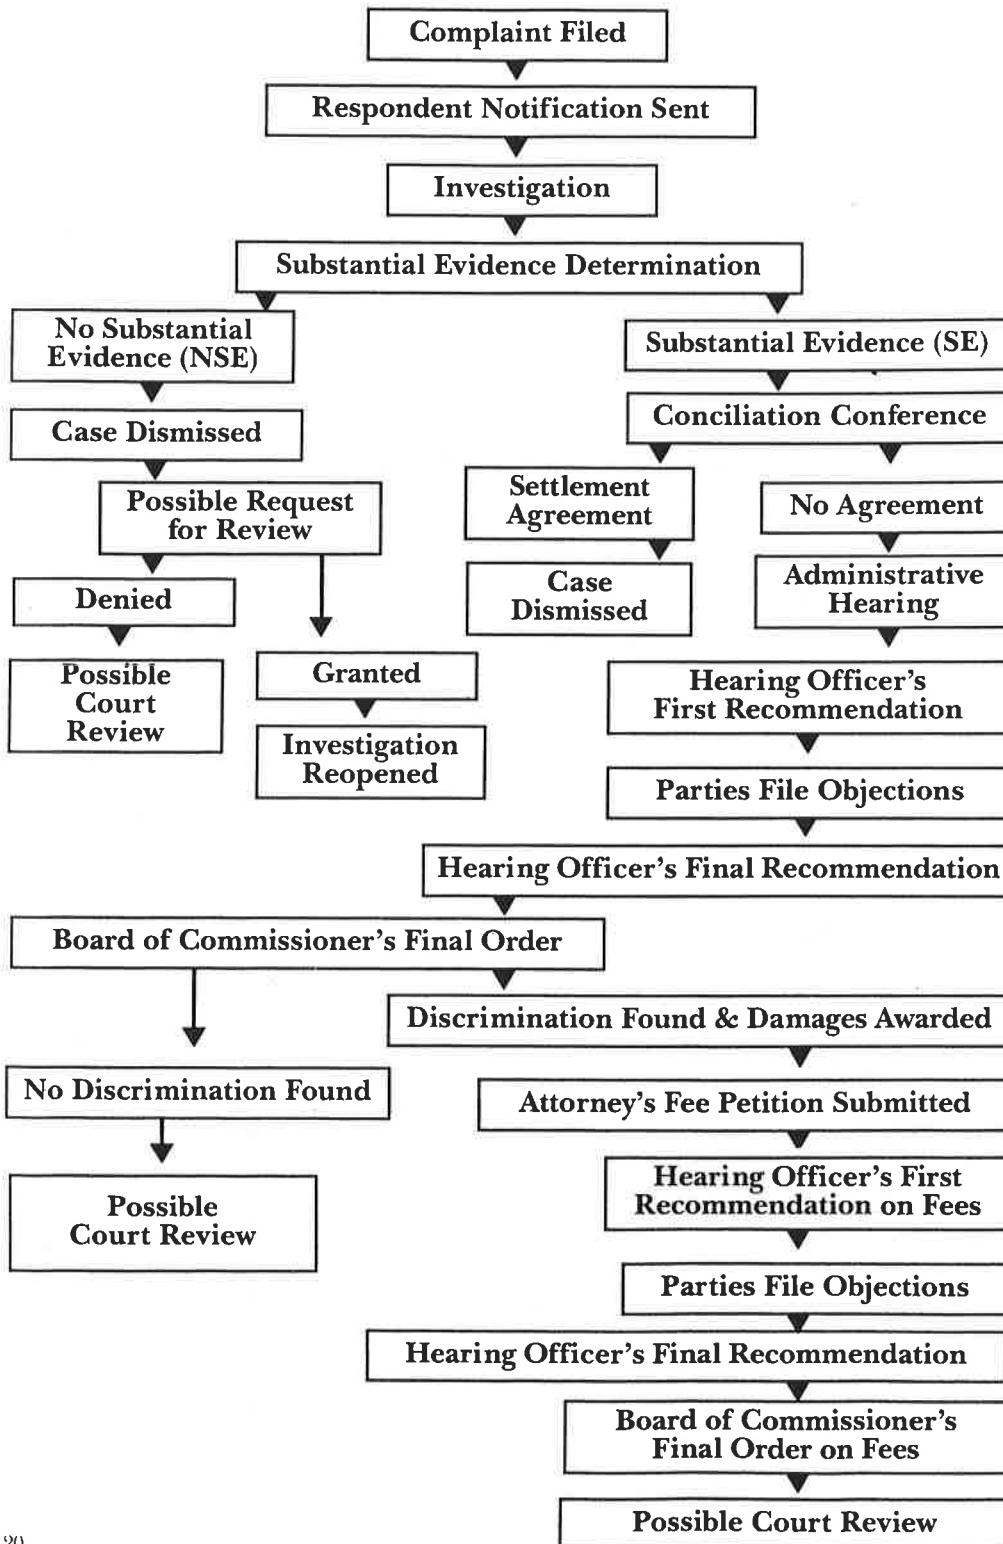 Complaint Filed
Respondent Notification Sent
Investigation
Substantial Evidence Determination
No Substantial
Evidence (NSE)
Substantial Evidence (SE)
Case Dismissed
Conciliation Conference
Possible Request
for Review
Settlement
Agreement
No Agreement
Denied
Case
Dismissed
Administrative
Hearing
Possible
Court
Review
Granted
Investigation
Reopened
Hearing Officer's
First Recommendation
Parties File Objections
Hearing Officer's Final Recommendation
Board of Commissioner's Final Order
Discrimination Found & Damages Awarded
No Discrimination Found
Attorney's Fee Petition Submitted
Possible
Court Review
Hearing Officer's First
Recommendation on Fees
Parties File Objections
Hearing Officer's Final Recommendation
Board of Commissioner's
Final Order on Fees
Possible Court Review
20